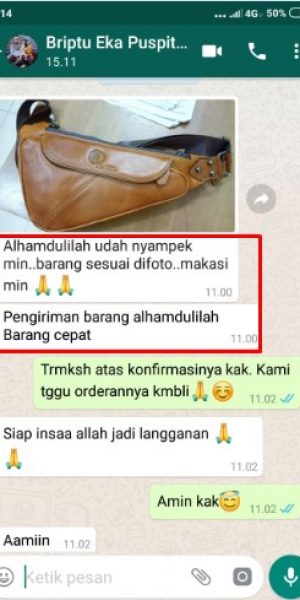 14
4G
50%
Briptu Eka Puspit...
15.11
Alhamdulilah udah nyampek
min..barang sesuai difoto..makasi
min 🙏🙏
11.00
Pengiriman barang alhamdulilah
Barang cepat
11.00
Trmksh atas konfirmasinya kak. Kami
tggu orderannya kmbli🙏☺️
11.02
Siap insaa allah jadi langganan 🙏
🙏
11.02
Amin kak😇
11.02
Aamiin
11.02
Ketik pesan